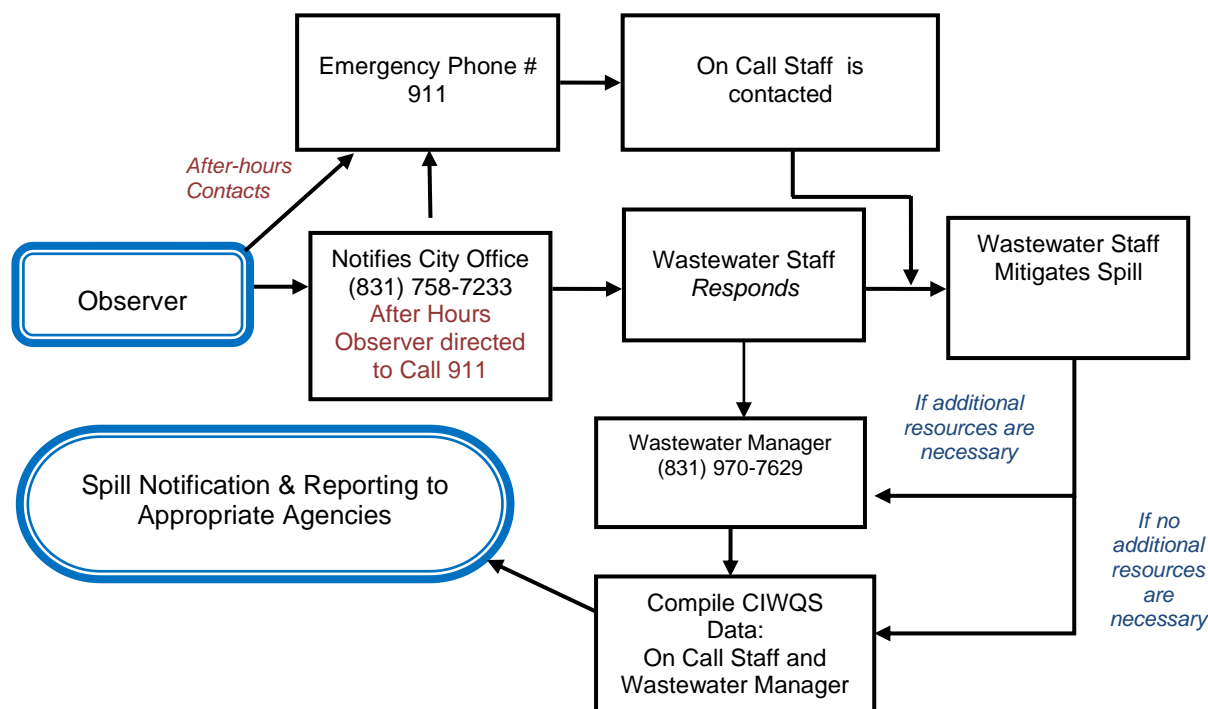 Emergency Phone #
911
On Call Staff is
contacted
After-hours
Contacts
Observer
Notifies City Office
(831) 758-7233
After Hours
Observer directed
to Call 911
Wastewater Staff
Responds
Wastewater Staff
Mitigates Spill
If additional
resources are
necessary
Wastewater Manager
(831) 970-7629
Spill Notification & Reporting to
Appropriate Agencies
If no
additional
resources
are
necessary
Compile CIWQS
Data:
On Call Staff and
Wastewater Manager